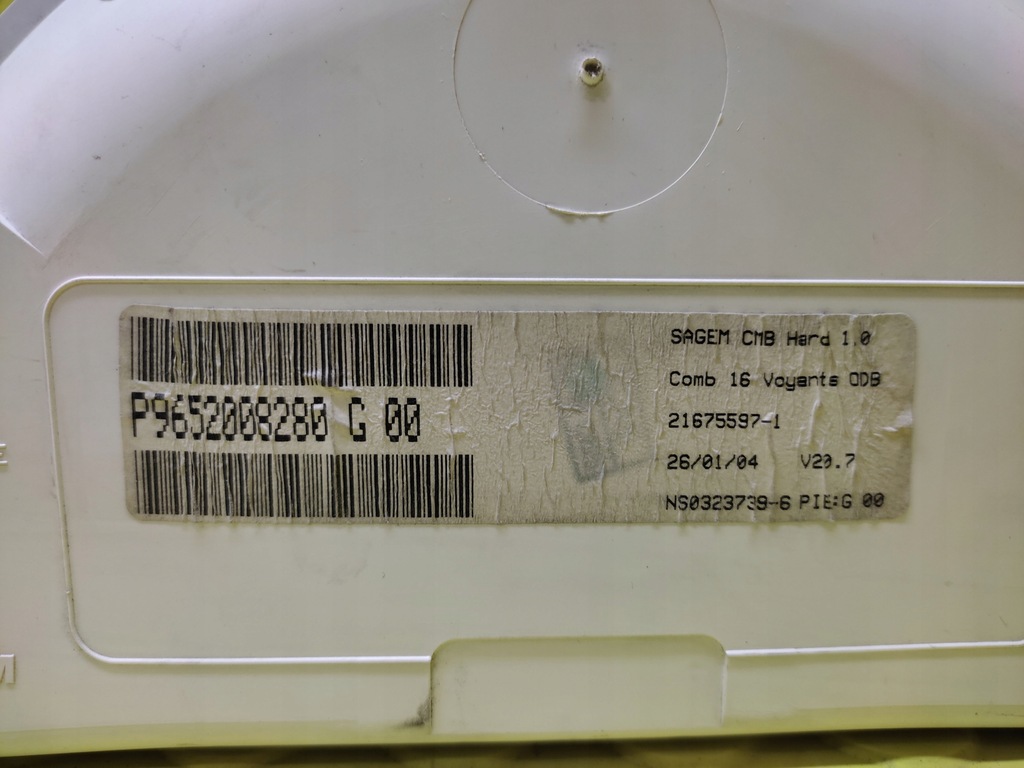 P9652008280 G 00
SAGEM CMB Hard 1.0
Comb 16 Voyants ODB
21675597-1
26/01/04 V20.7
NS0323739-6 PIE:G 00